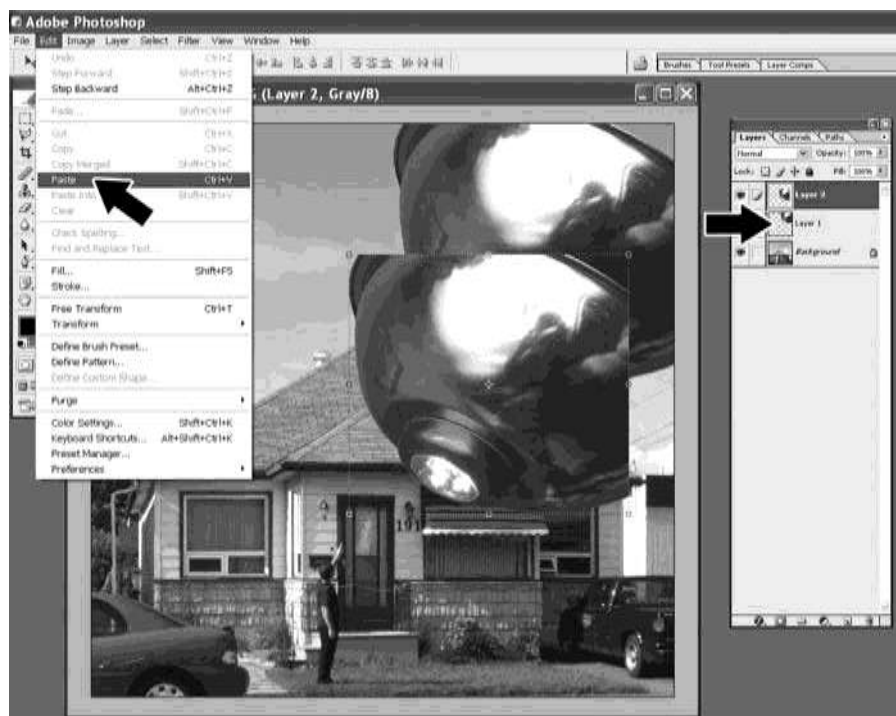 Adobe Photoshop
File Edit Image Layer Select Filter View Window Help
Brushes Tool Presets Layer Comps
(Layer 2, Gray/8)
Undo Ctrl+Z
Step Forward Shift+Ctrl+Z
Step Backward Alt+Ctrl+Z
Fade... Shift+Ctrl+F
Cut Ctrl+X
Copy Ctrl+C
Copy Merged Shift+Ctrl+C
Paste Ctrl+V
Paste Into Shift+Ctrl+V
Clear
Check Spelling...
Find and Replace Text...
Fill... Shift+F5
Stroke...
Free Transform Ctrl+T
Transform
Define Brush Preset...
Define Pattern...
Define Custom Shape...
Purge
Color Settings... Shift+Ctrl+K
Keyboard Shortcuts... Alt+Shift+Ctrl+K
Preset Manager...
Preferences
Layers Channels Paths
Normal Opacity: 100%
Lock: Fill: 100%
Layer 2
Layer 1
Background
191